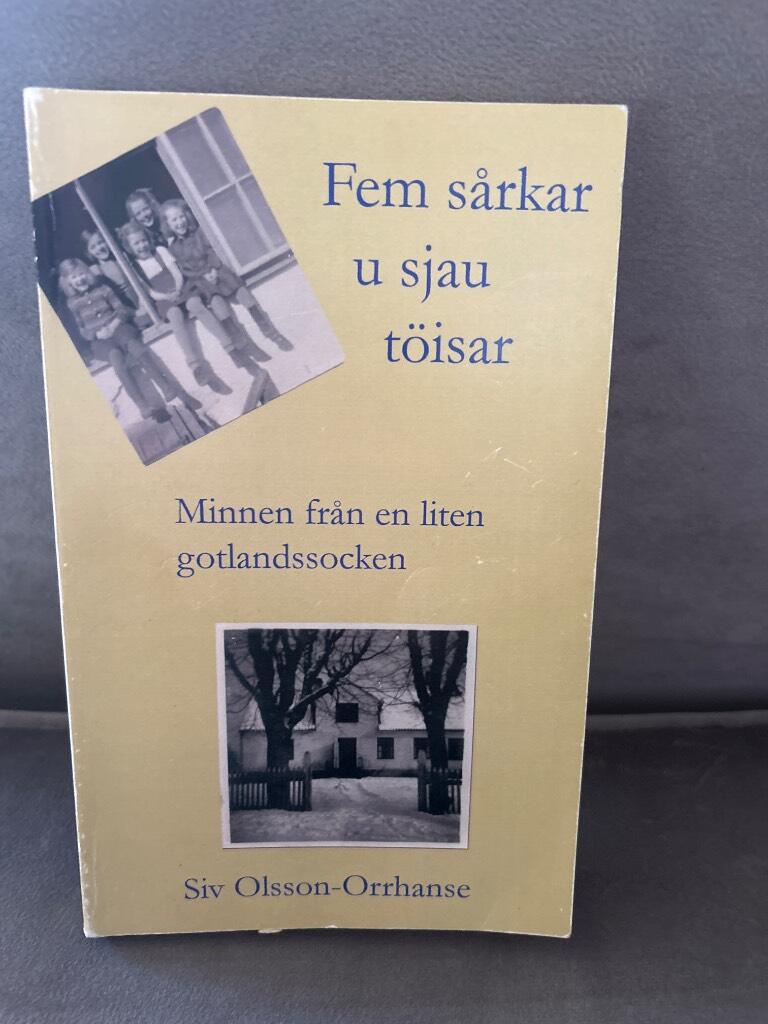 Fem sårkar
u sjau
töisar
Minnen från en liten
gotlandssocken
Siv Olsson-Orrhanse